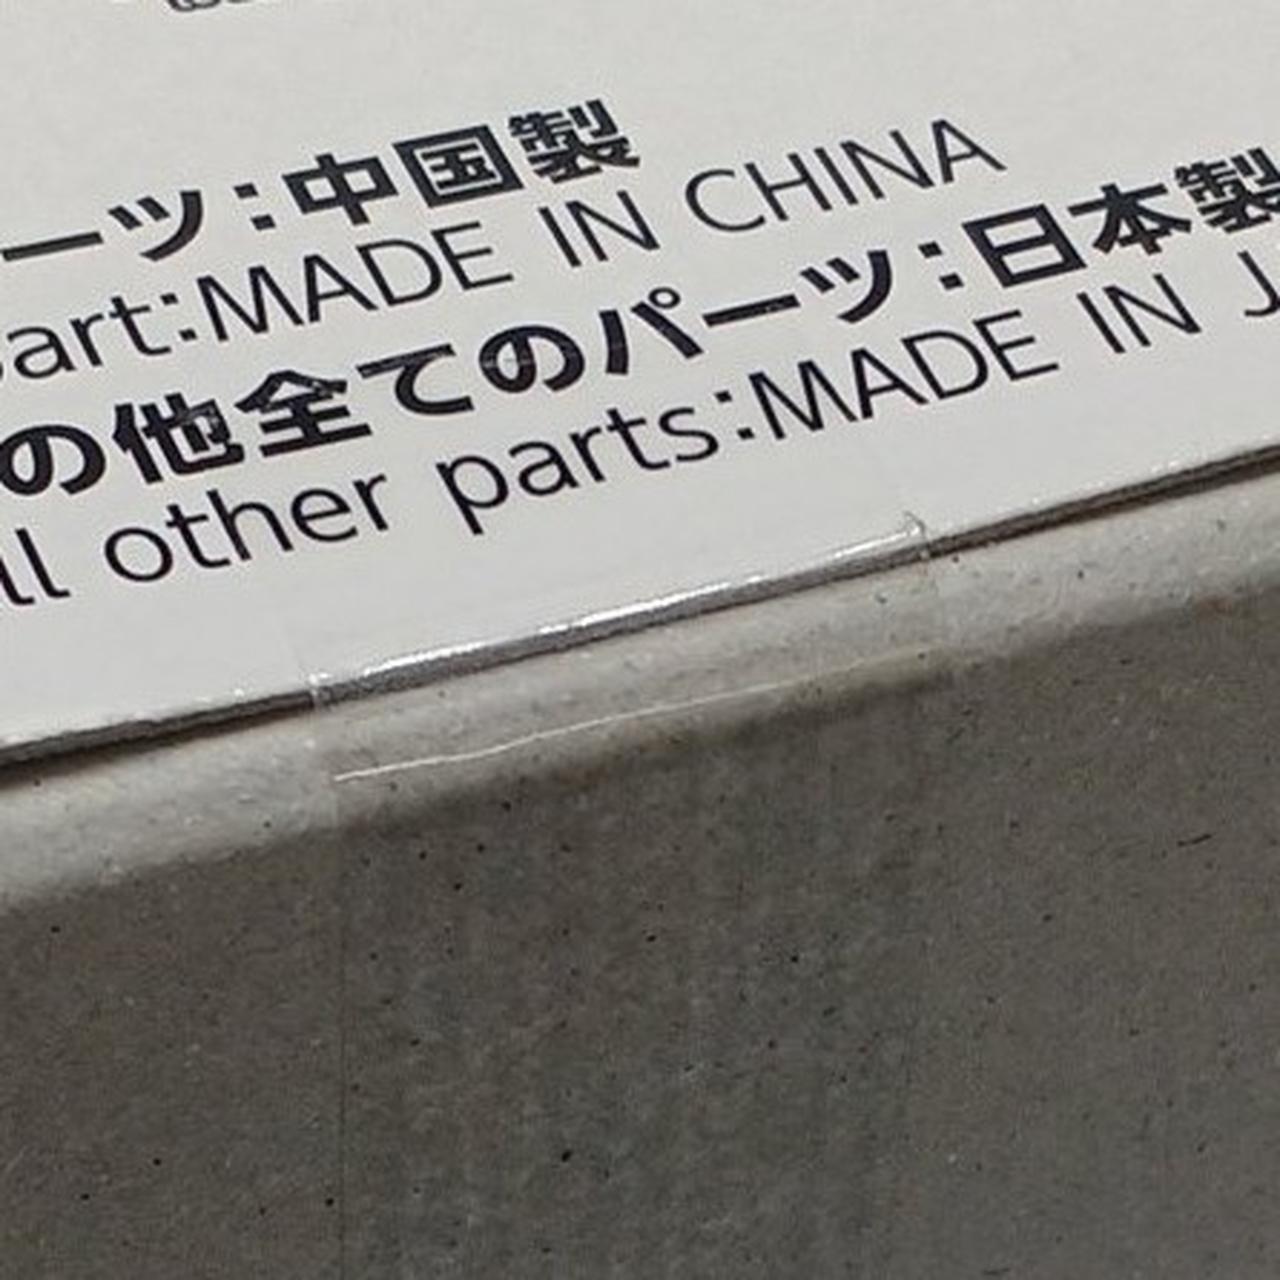 ーツ:中国製
part:MADE IN CHINA
の他全てのパーツ:日本製
ll other parts:MADE IN J